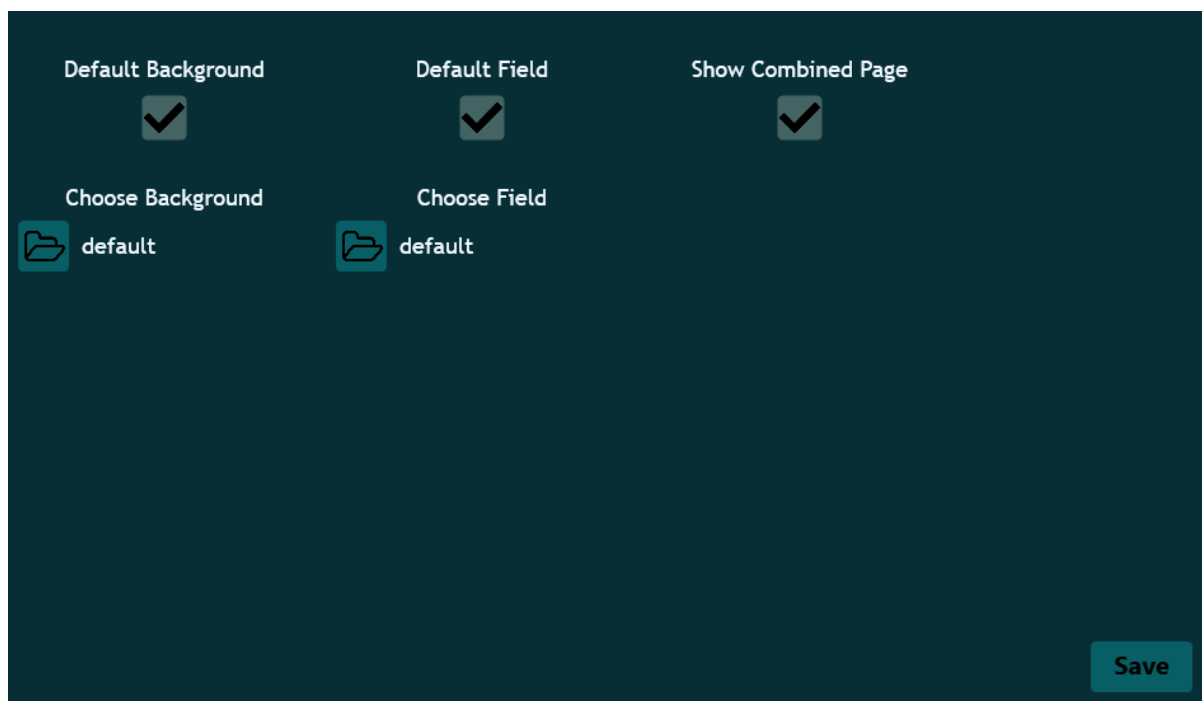 Default Background
Default Field
Show Combined Page
Choose Background
Choose Field
default
default
Save